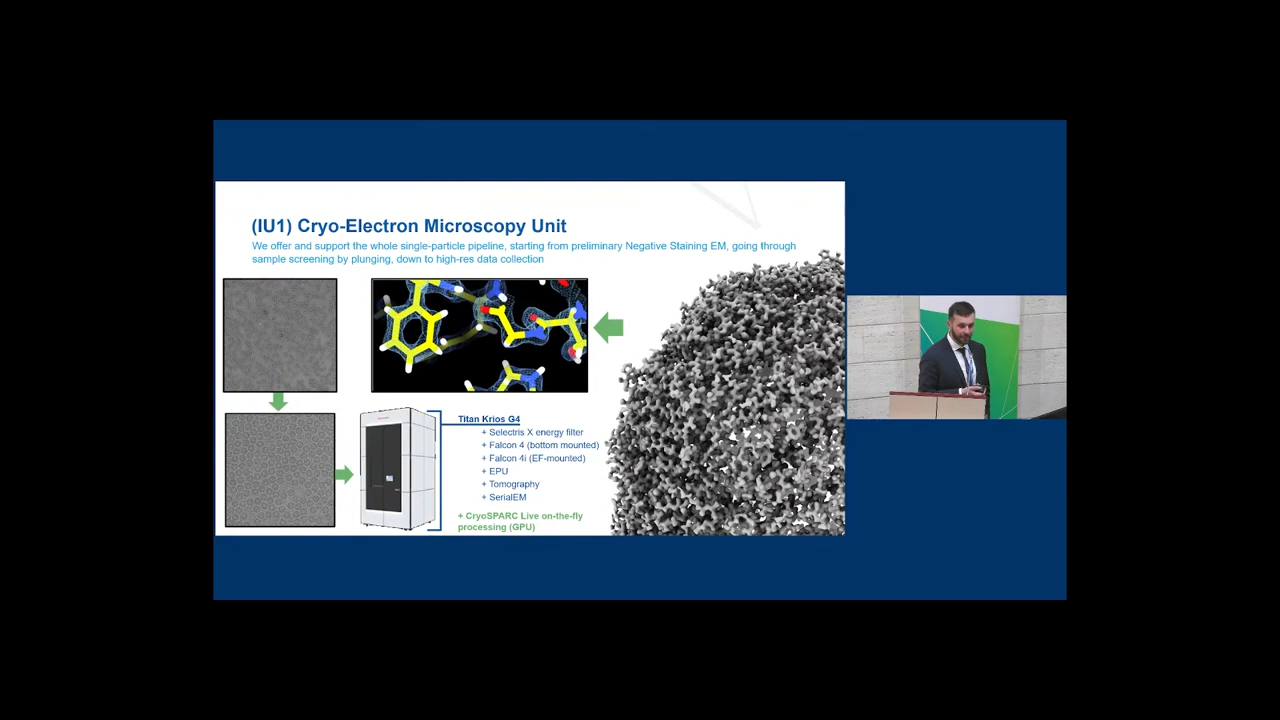 (IU1) Cryo-Electron Microscopy Unit
We offer and support the whole single-particle pipeline, starting from preliminary Negative Staining EM, going through
sample screening by plunging, down to high-res data collection
Titan Krios G4
+ Selectris X energy filter
+ Falcon 4 (bottom mounted)
+ Falcon 4i (EF-mounted)
+ EPU
+ Tomography
+ SerialEM
+ CryoSPARC Live on-the-fly
processing (GPU)